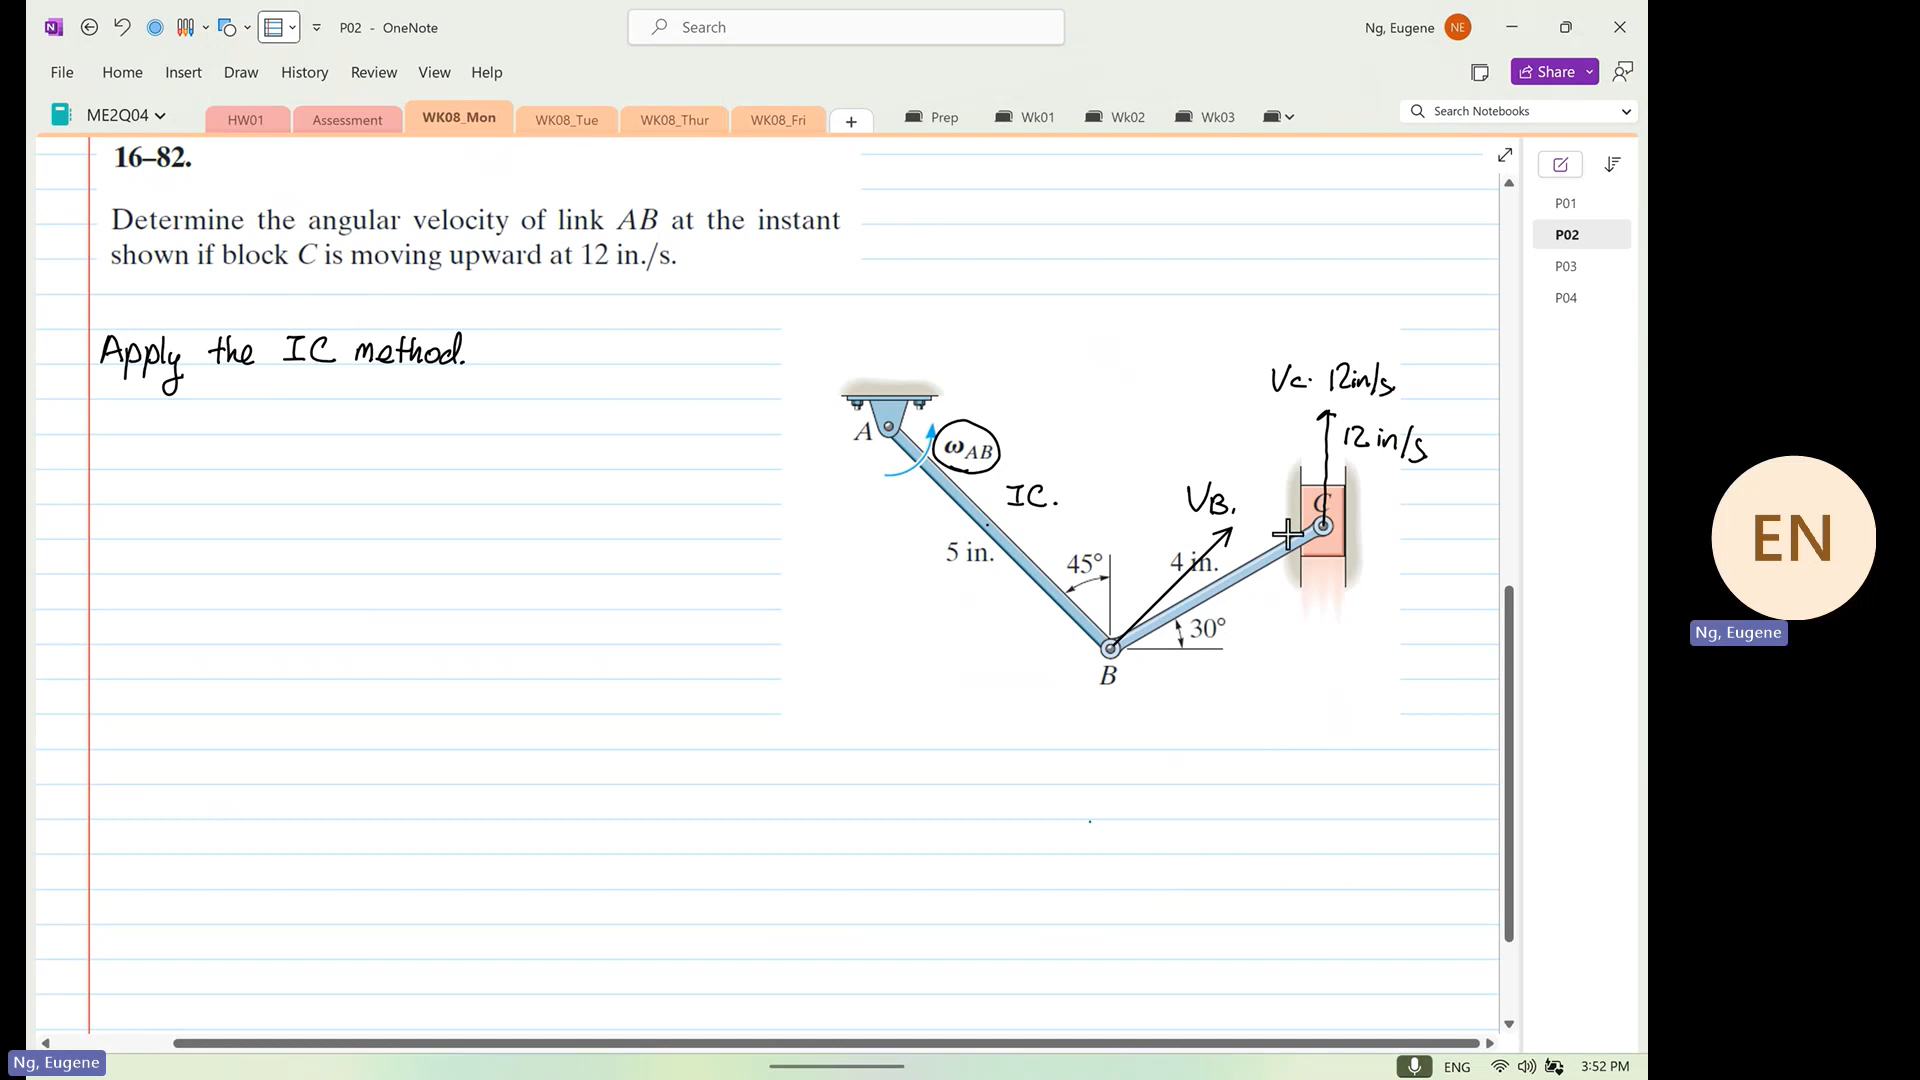 P02 - OneNote
Search
Ng, Eugene
NE
File Home Insert Draw History Review View Help
Share
ME2Q04
HW01
Assessment
WK08_Mon
WK08_Tue
WK08_Thur
WK08_Fri
+
Prep
Wk01
Wk02
Wk03
Search Notebooks
P01
P02
P03
P04
16–82.
Determine the angular velocity of link AB at the instant
shown if block C is moving upward at 12 in./s.
Apply the IC method.
Vc. 12in/s
12 in/s
A
ωAB
IC.
VB.
C
5 in.
45°
4 in.
30°
B
EN
Ng, Eugene
Ng, Eugene
ENG
3:52 PM